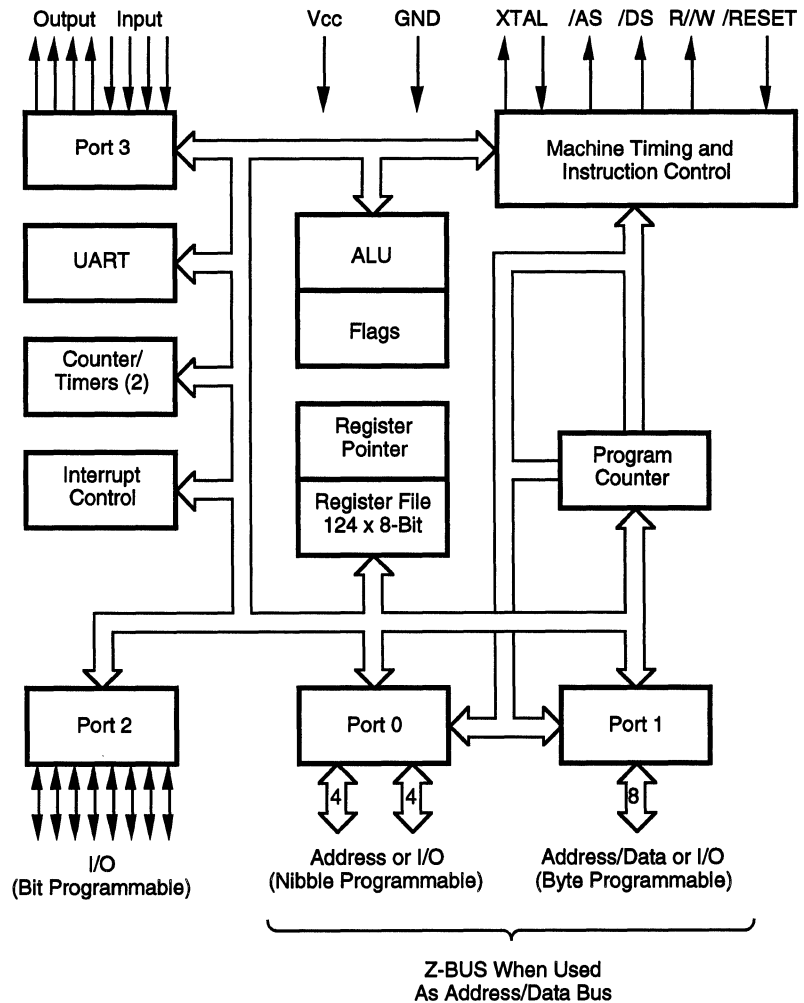 Output Input
Vcc
GND
XTAL /AS /DS R//W /RESET
Port 3
Machine Timing and
Instruction Control
UART
ALU
Flags
Counter/
Timers (2)
Register
Pointer
Program
Counter
Interrupt
Control
Register File
124 x 8-Bit
Port 2
Port 0
Port 1
4
4
8
I/O
(Bit Programmable)
Address or I/O
(Nibble Programmable)
Address/Data or I/O
(Byte Programmable)
Z-BUS When Used
As Address/Data Bus